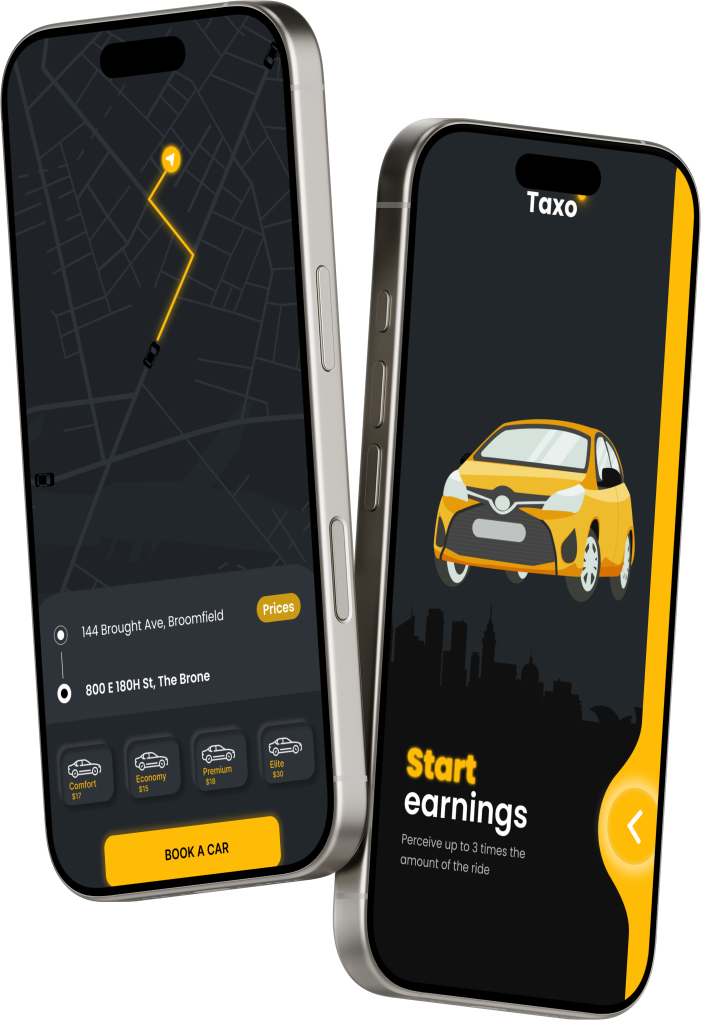 144 Brought Ave, Broomfield
Prices
800 E 180H St, The Brone
Comfort
$17
Economy
$15
Premium
$18
Elite
$30
BOOK A CAR
Taxo
Start
earnings
Perceive up to 3 times the
amount of the ride